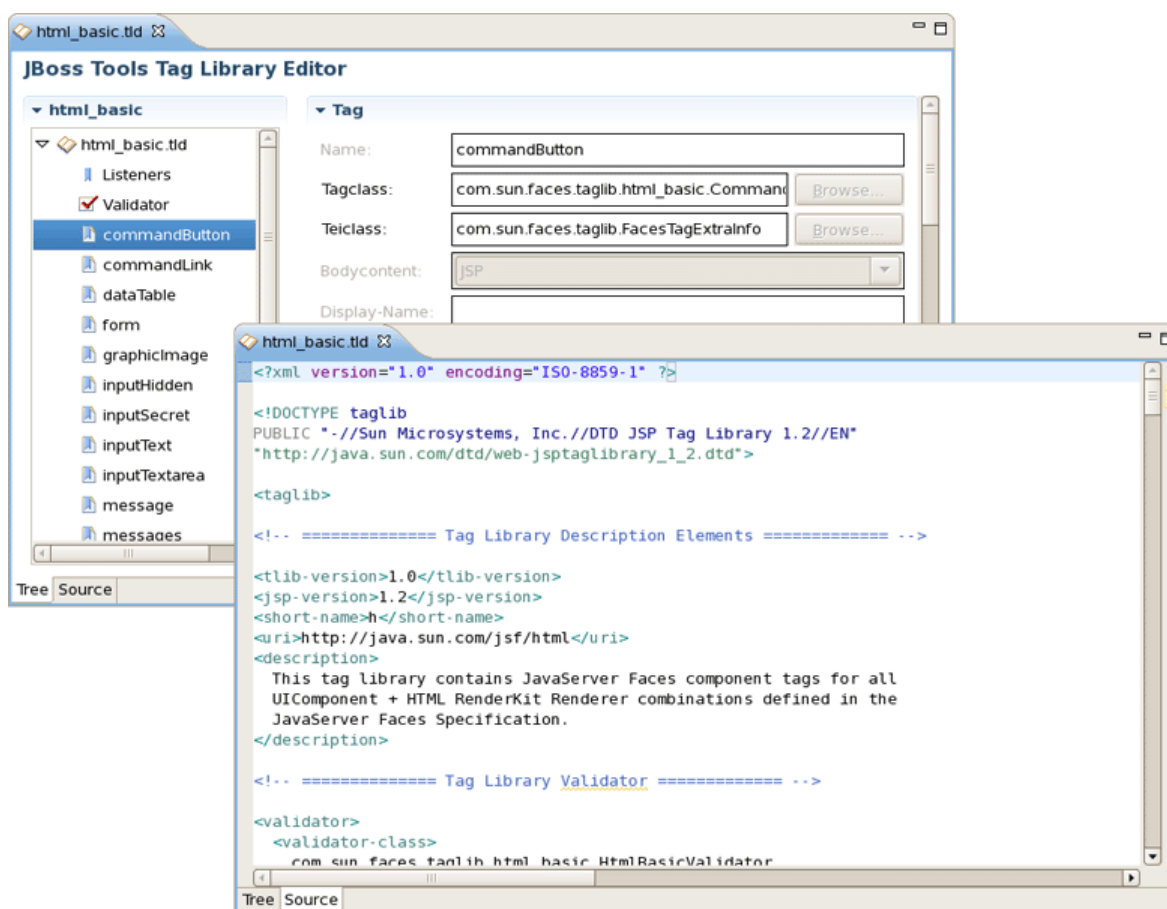 html_basic.tld
JBoss Tools Tag Library Editor
html_basic
html_basic.tld
Listeners
Validator
commandButton
commandLink
dataTable
form
graphicImage
inputHidden
inputSecret
inputText
inputTextarea
message
messages
Tree Source
Tag
Name: commandButton
Tagclass: com.sun.faces.taglib.html_basic.Command Browse...
Teiclass: com.sun.faces.taglib.FacesTagExtraInfo Browse...
Bodycontent: JSP
Display-Name:
html_basic.tld
<?xml version="1.0" encoding="ISO-8859-1" ?>
<!DOCTYPE taglib
PUBLIC "-//Sun Microsystems, Inc.//DTD JSP Tag Library 1.2//EN"
"http://java.sun.com/dtd/web-jsptaglibrary_1_2.dtd">
<taglib>
<!-- ============== Tag Library Description Elements ============= -->
<tlib-version>1.0</tlib-version>
<jsp-version>1.2</jsp-version>
<short-name>h</short-name>
<uri>http://java.sun.com/jsf/html</uri>
<description>
This tag library contains JavaServer Faces component tags for all
UIComponent + HTML RenderKit Renderer combinations defined in the
JavaServer Faces Specification.
</description>
<!-- ============== Tag Library Validator ============= -->
<validator>
<validator-class>
com.sun.faces.taglib.html_basic.HtmlBasicValidator
Tree Source